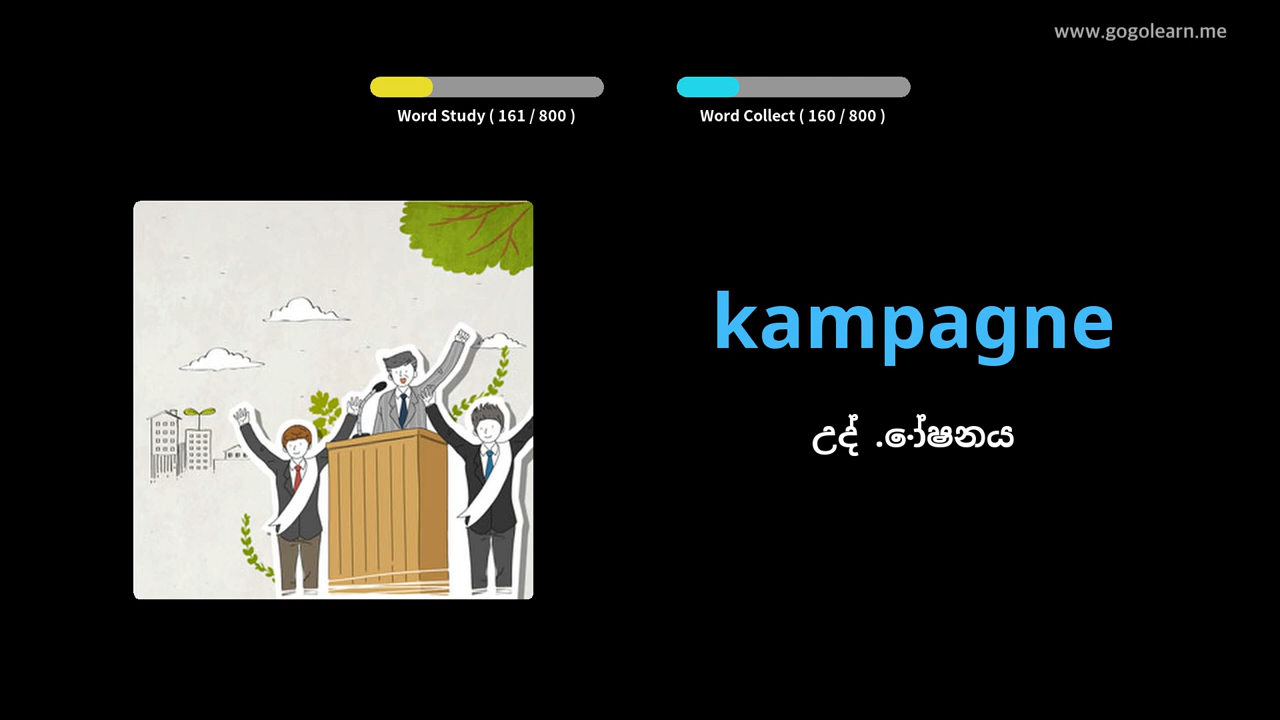 www.gogolearn.me
Word Study ( 161 / 800 )
Word Collect ( 160 / 800 )
kampagne
උද් .ෝෂනය